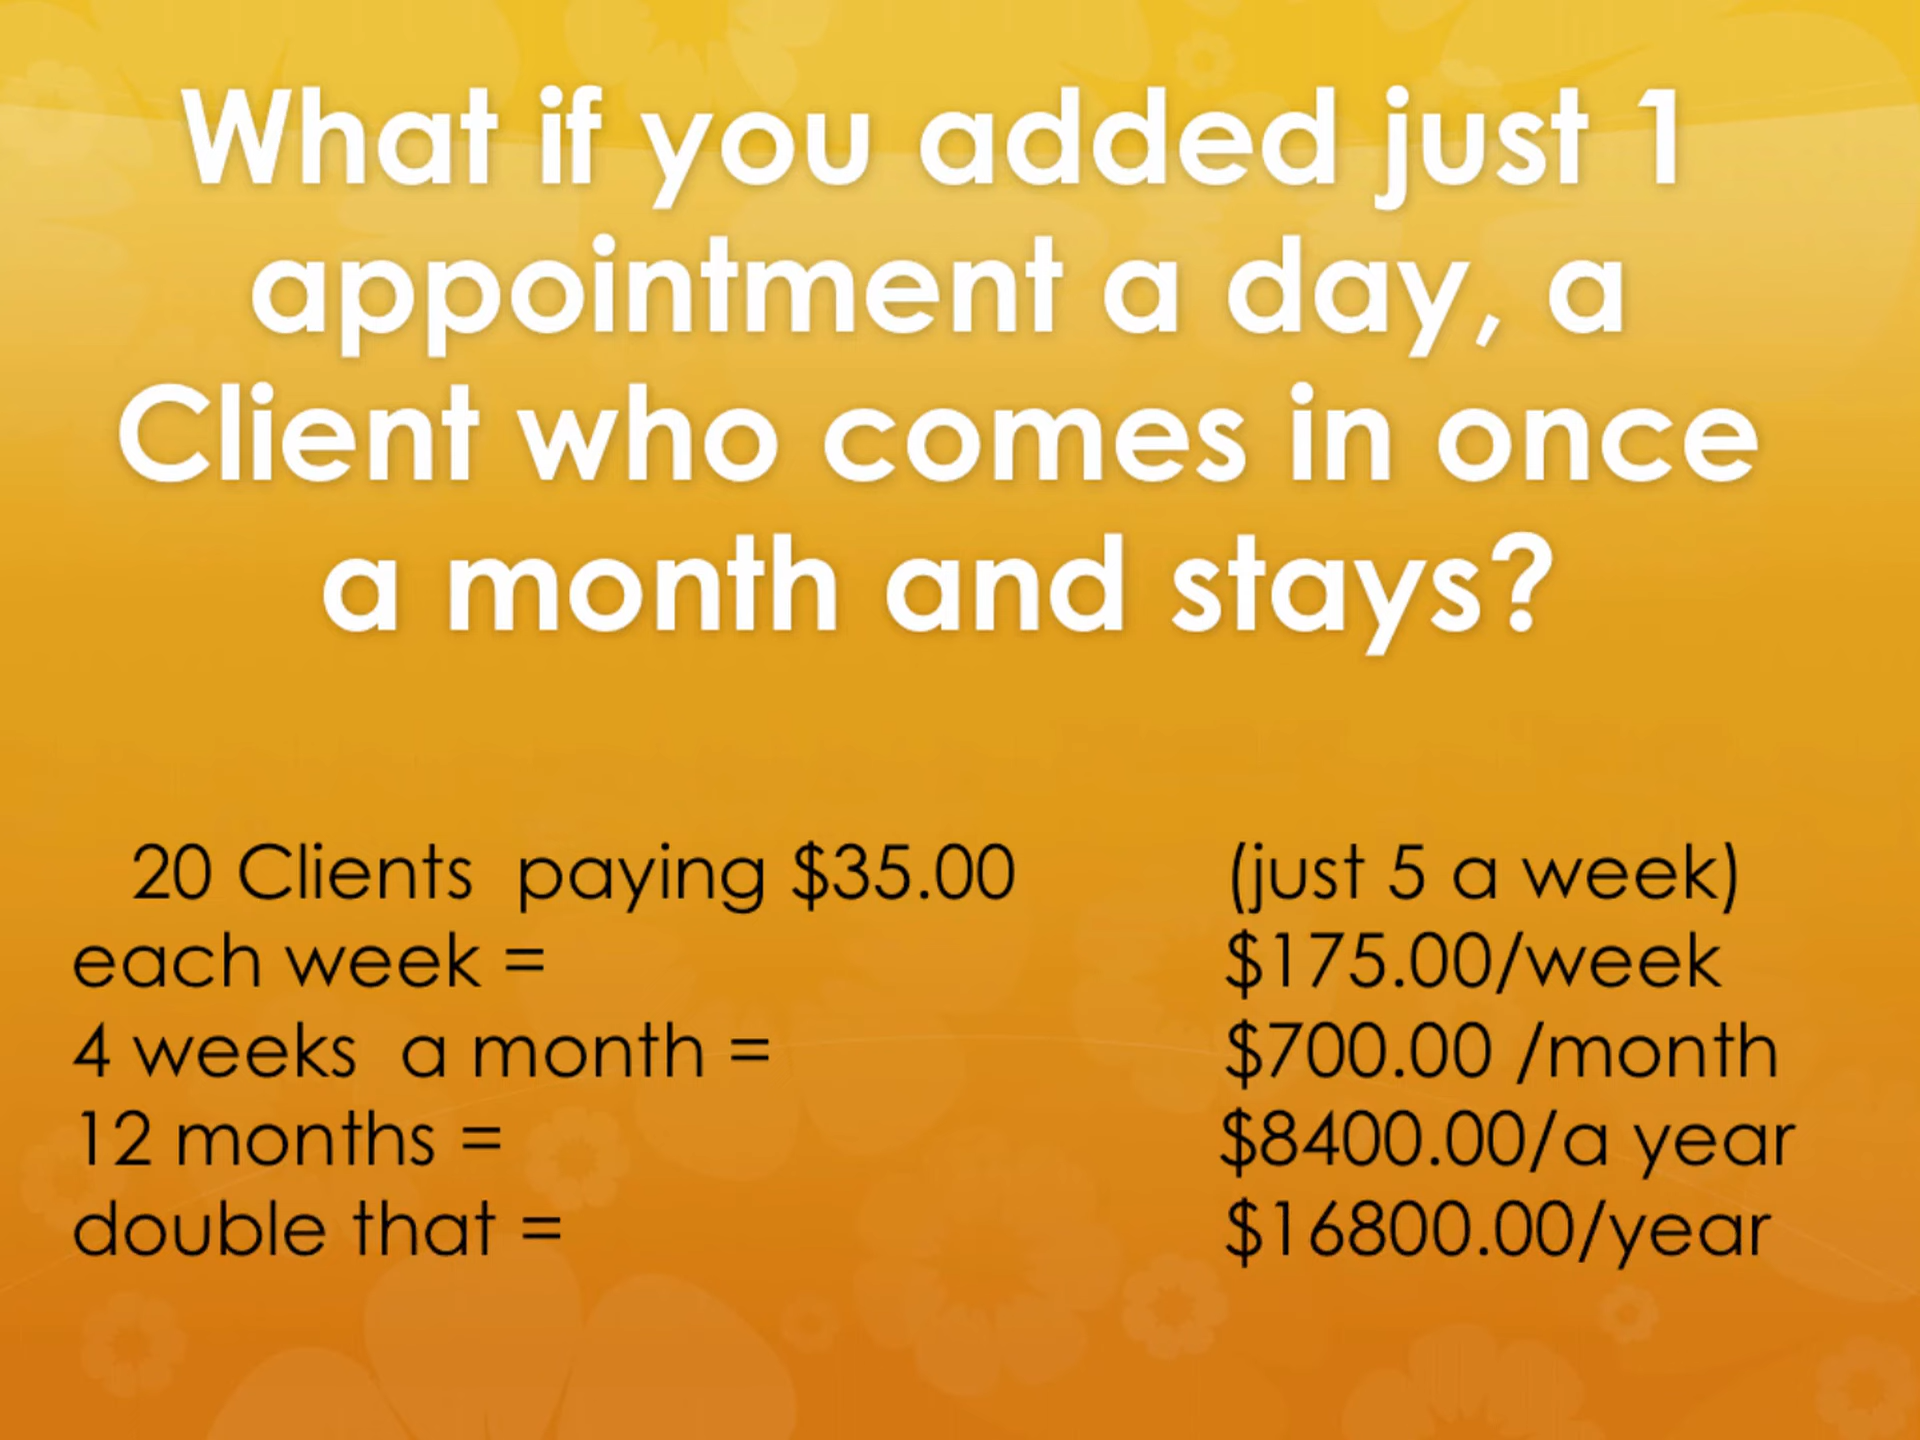 What if you added just 1
appointment a day, a
Client who comes in once
a month and stays?
20 Clients paying $35.00 (just 5 a week)
each week = $175.00/week
4 weeks a month = $700.00 /month
12 months = $8400.00/a year
double that = $16800.00/year